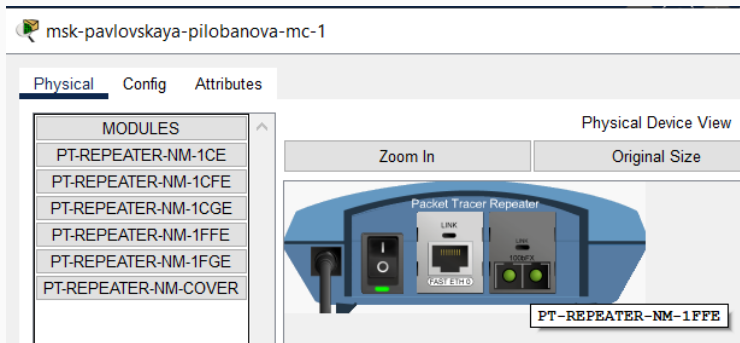 msk-pavlovskaya-pilobanova-mc-1
Physical Config Attributes
MODULES
PT-REPEATER-NM-1CE
PT-REPEATER-NM-1CFE
PT-REPEATER-NM-1CGE
PT-REPEATER-NM-1FFE
PT-REPEATER-NM-1FGE
PT-REPEATER-NM-COVER
Physical Device View
Zoom In Original Size
Packet Tracer Repeater
LINK
LINK
100bFX
FAST ETH 0
PT-REPEATER-NM-1FFE